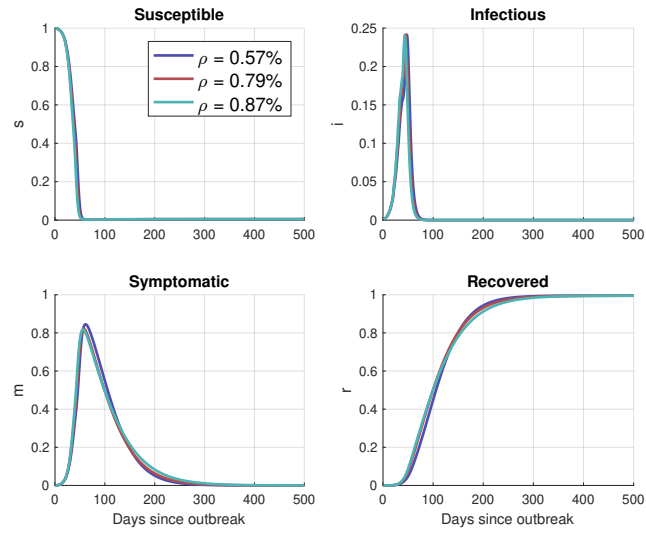 Susceptible
1
0.8
0.6
0.4
0.2
0
s
0 100 200 300 400 500
ρ = 0.57%
ρ = 0.79%
ρ = 0.87%
Infectious
0.25
0.2
0.15
0.1
0.05
0
i
0 100 200 300 400 500
Symptomatic
1
0.8
0.6
0.4
0.2
0
m
0 100 200 300 400 500
Days since outbreak
Recovered
1
0.8
0.6
0.4
0.2
0
r
0 100 200 300 400 500
Days since outbreak